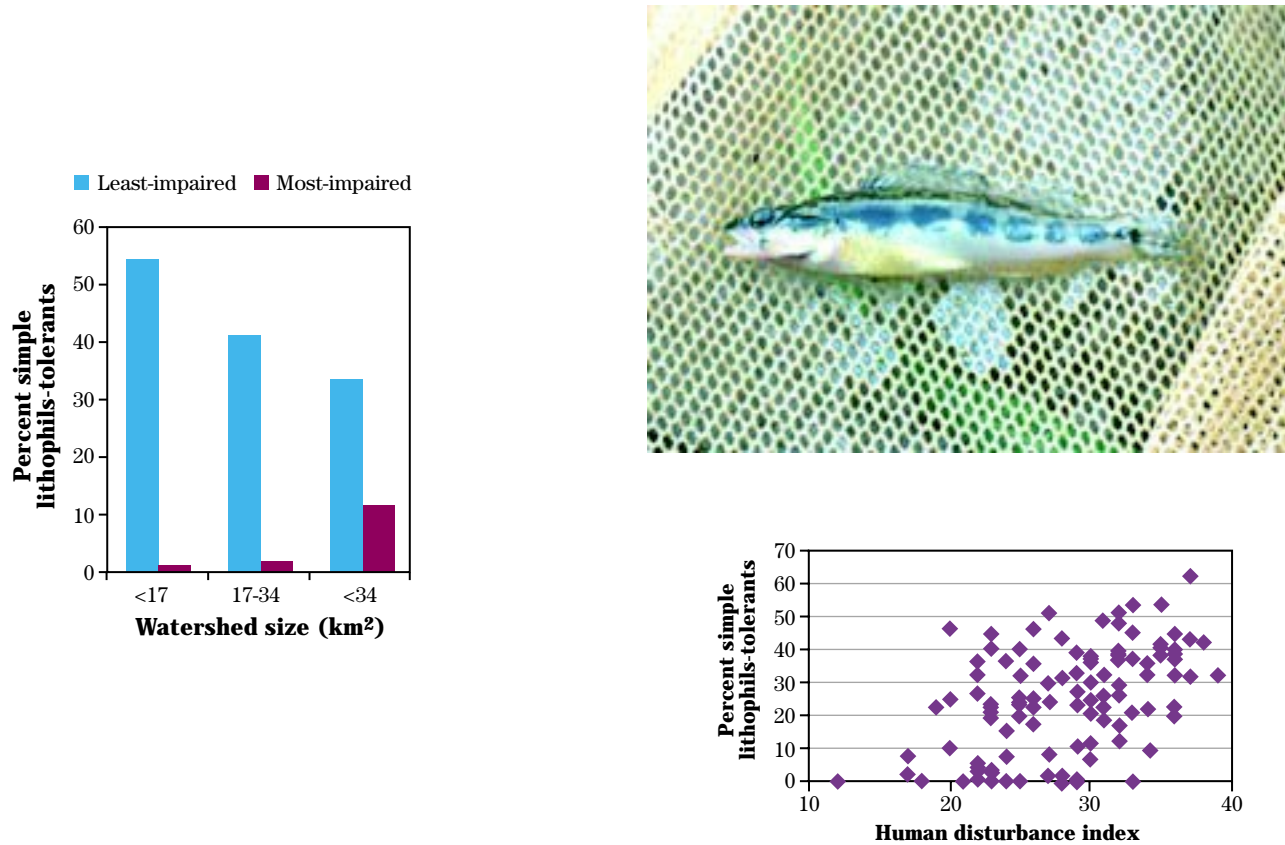 Least-impaired Most-impaired
60
50
40
30
20
10
0
Percent simple
lithophils-tolerants
<17 17-34 <34
Watershed size (km²)
70
60
50
40
30
20
10
0
Percent simple
lithophils-tolerants
10 20 30 40
Human disturbance index